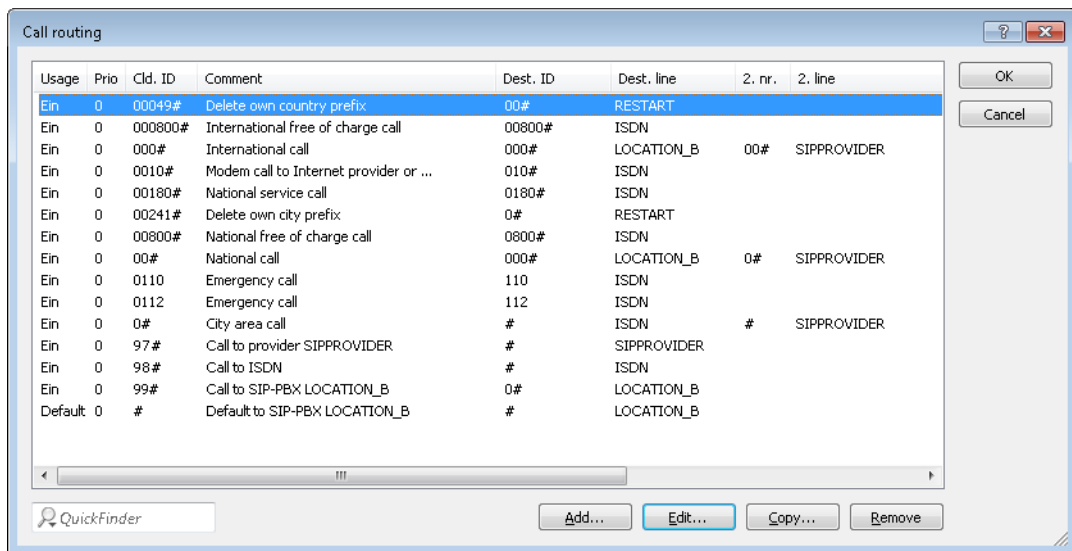 Call routing
Usage Prio Cld. ID Comment Dest. ID Dest. line 2. nr. 2. line
Ein 0 00049# Delete own country prefix 00# RESTART
Ein 0 000800# International free of charge call 00800# ISDN
Ein 0 000# International call 000# LOCATION_B 00# SIPPROVIDER
Ein 0 0010# Modem call to Internet provider or ... 010# ISDN
Ein 0 00180# National service call 0180# ISDN
Ein 0 00241# Delete own city prefix 0# RESTART
Ein 0 00800# National free of charge call 0800# ISDN
Ein 0 00# National call 000# LOCATION_B 0# SIPPROVIDER
Ein 0 0110 Emergency call 110 ISDN
Ein 0 0112 Emergency call 112 ISDN
Ein 0 0# City area call # ISDN # SIPPROVIDER
Ein 0 97# Call to provider SIPPROVIDER # SIPPROVIDER
Ein 0 98# Call to ISDN # ISDN
Ein 0 99# Call to SIP-PBX LOCATION_B 0# LOCATION_B
Default 0 # Default to SIP-PBX LOCATION_B # LOCATION_B
OK
Cancel
QuickFinder
Add... Edit... Copy... Remove